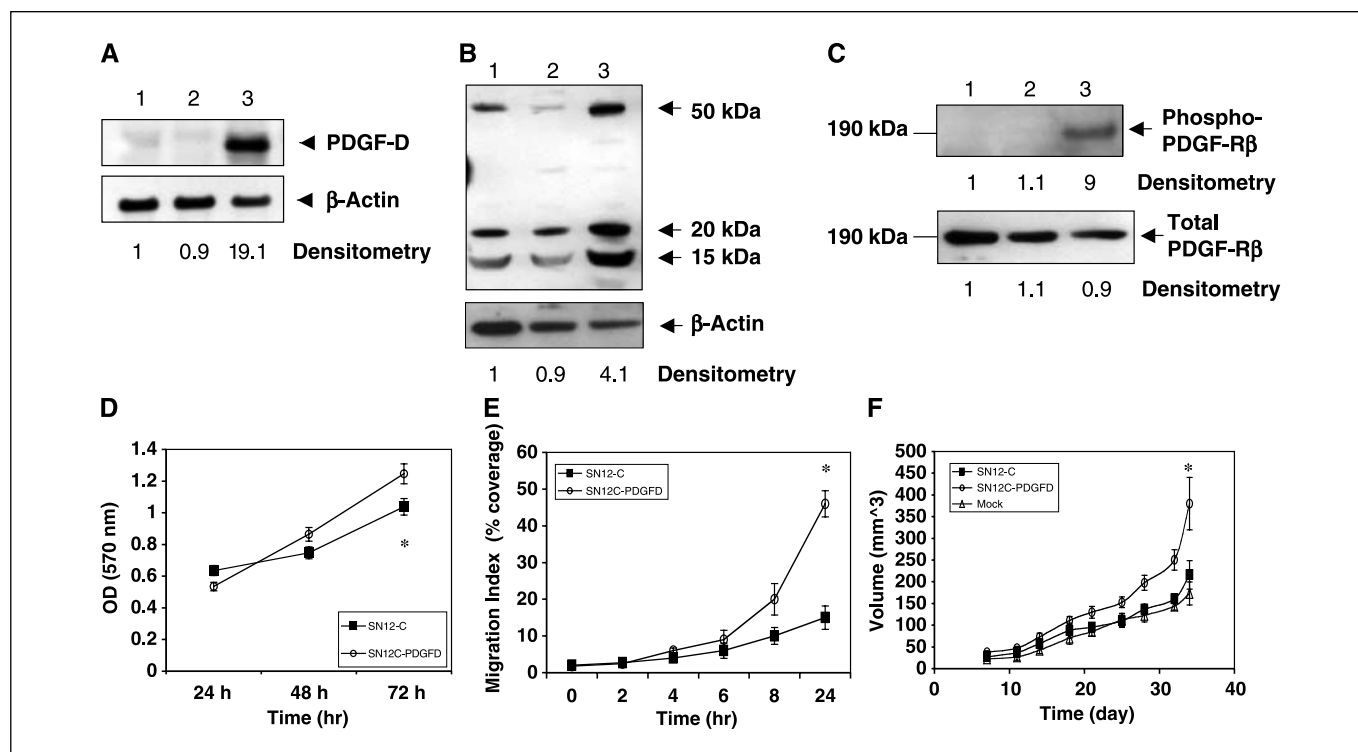 A
1 2 3
PDGF-D
β-Actin
1 0.9 19.1 Densitometry
B
1 2 3
50 kDa
20 kDa
15 kDa
β-Actin
1 0.9 4.1 Densitometry
C
1 2 3
190 kDa
Phospho-
PDGF-Rβ
1 1.1 9 Densitometry
190 kDa
Total
PDGF-Rβ
1 1.1 0.9 Densitometry
D
OD (570 nm)
1.4
1.2
1
0.8
0.6
0.4
0.2
0
*
SN12-C
SN12C-PDGFD
24 h 48 h 72 h
Time (hr)
E
Migration Index (% coverage)
60
50
40
30
20
10
0
SN12-C
SN12C-PDGFD
*
0 2 4 6 8 24
Time (hr)
F
Volume (mm^3)
500
450
400
350
300
250
200
150
100
50
0
SN12-C
SN12C-PDGFD
Mock
*
0 10 20 30 40
Time (day)